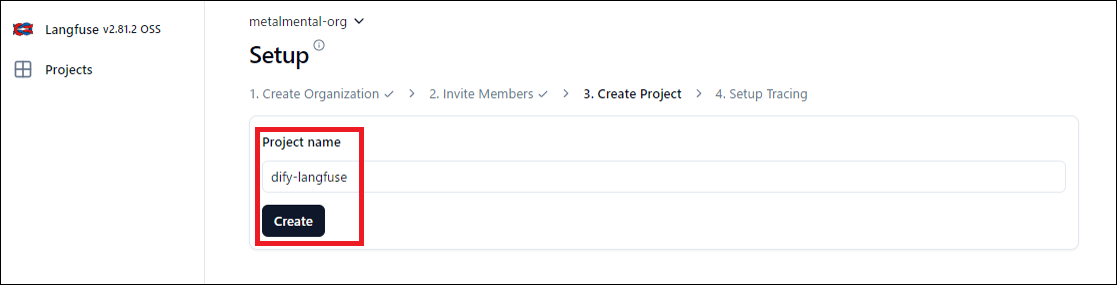 Langfuse v2.81.2 OSS
Projects
metalmental-org
Setup
1. Create Organization
2. Invite Members
3. Create Project
4. Setup Tracing
Project name
dify-langfuse
Create